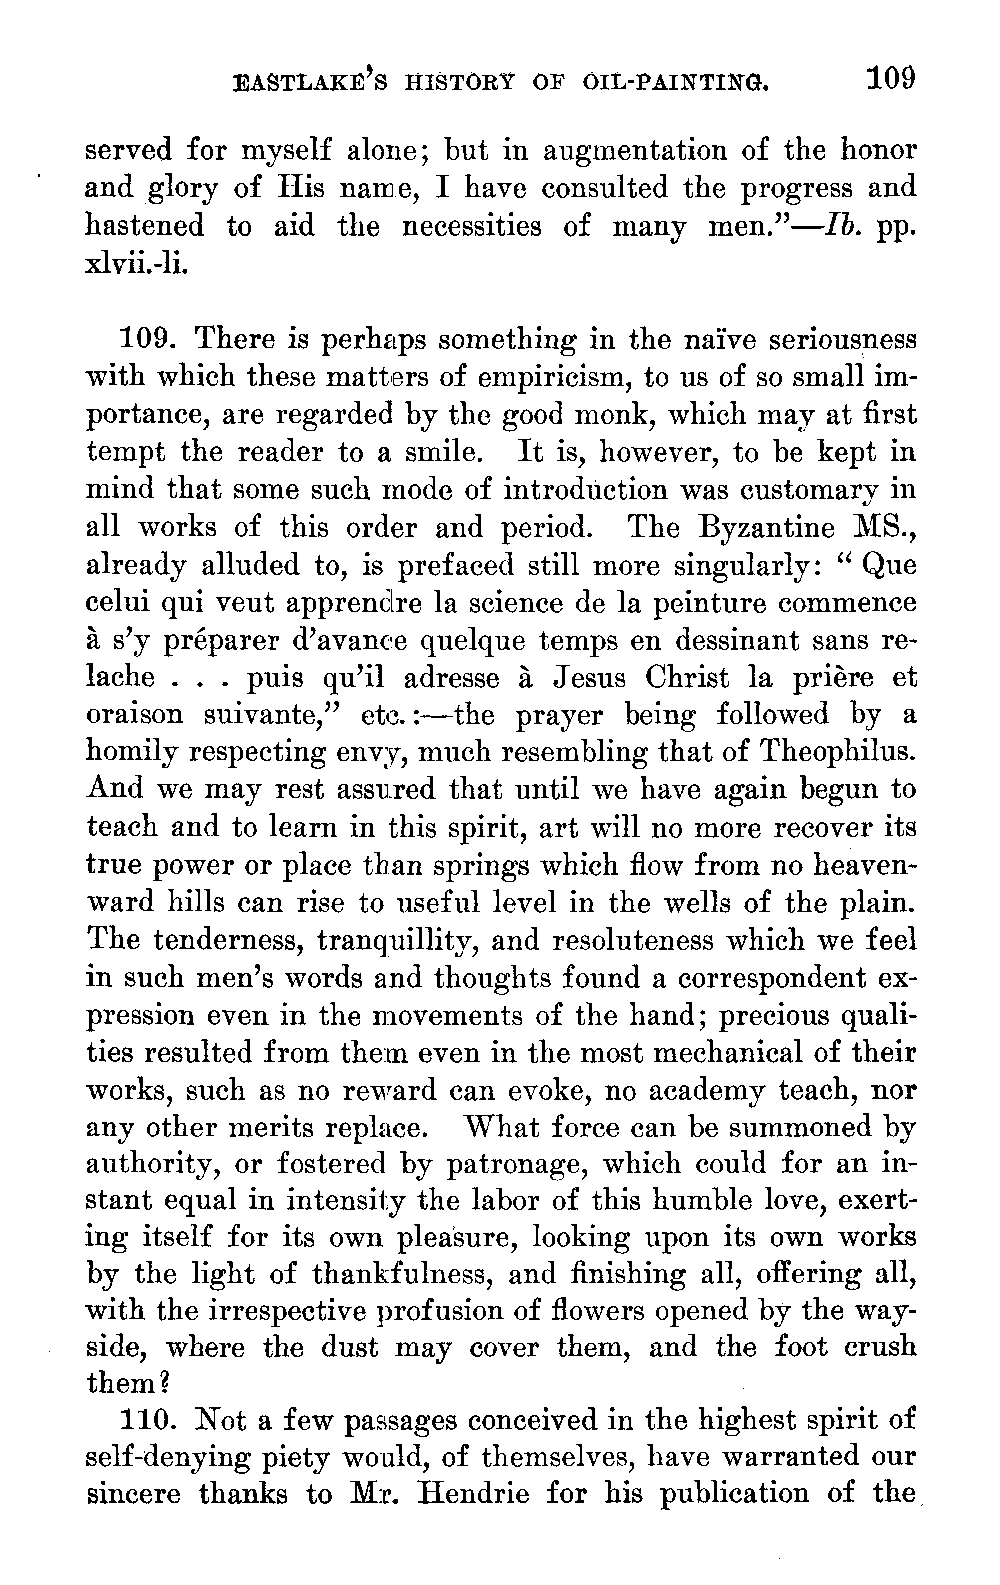 EASTLAKE'S HISTORY OF OIL-PAINTING. 109
served for myself alone; but in augmentation of the honor
and glory of His name, I have consulted the progress and
hastened to aid the necessities of many men."—Ib. pp.
xlvii.-li.
109. There is perhaps something in the naïve seriousness
with which these matters of empiricism, to us of so small im-
portance, are regarded by the good monk, which may at first
tempt the reader to a smile. It is, however, to be kept in
mind that some such mode of introduction was customary in
all works of this order and period. The Byzantine MS.,
already alluded to, is prefaced still more singularly: " Que
celui qui veut apprendre la science de la peinture commence
à s'y préparer d'avance quelque temps en dessinant sans re-
lache . . . puis qu'il adresse à Jesus Christ la prière et
oraison suivante," etc.:—the prayer being followed by a
homily respecting envy, much resembling that of Theophilus.
And we may rest assured that until we have again begun to
teach and to learn in this spirit, art will no more recover its
true power or place than springs which flow from no heaven-
ward hills can rise to useful level in the wells of the plain.
The tenderness, tranquillity, and resoluteness which we feel
in such men's words and thoughts found a correspondent ex-
pression even in the movements of the hand; precious quali-
ties resulted from them even in the most mechanical of their
works, such as no reward can evoke, no academy teach, nor
any other merits replace. What force can be summoned by
authority, or fostered by patronage, which could for an in-
stant equal in intensity the labor of this humble love, exert-
ing itself for its own pleasure, looking upon its own works
by the light of thankfulness, and finishing all, offering all,
with the irrespective profusion of flowers opened by the way-
side, where the dust may cover them, and the foot crush
them?
110. Not a few passages conceived in the highest spirit of
self-denying piety would, of themselves, have warranted our
sincere thanks to Mr. Hendrie for his publication of the